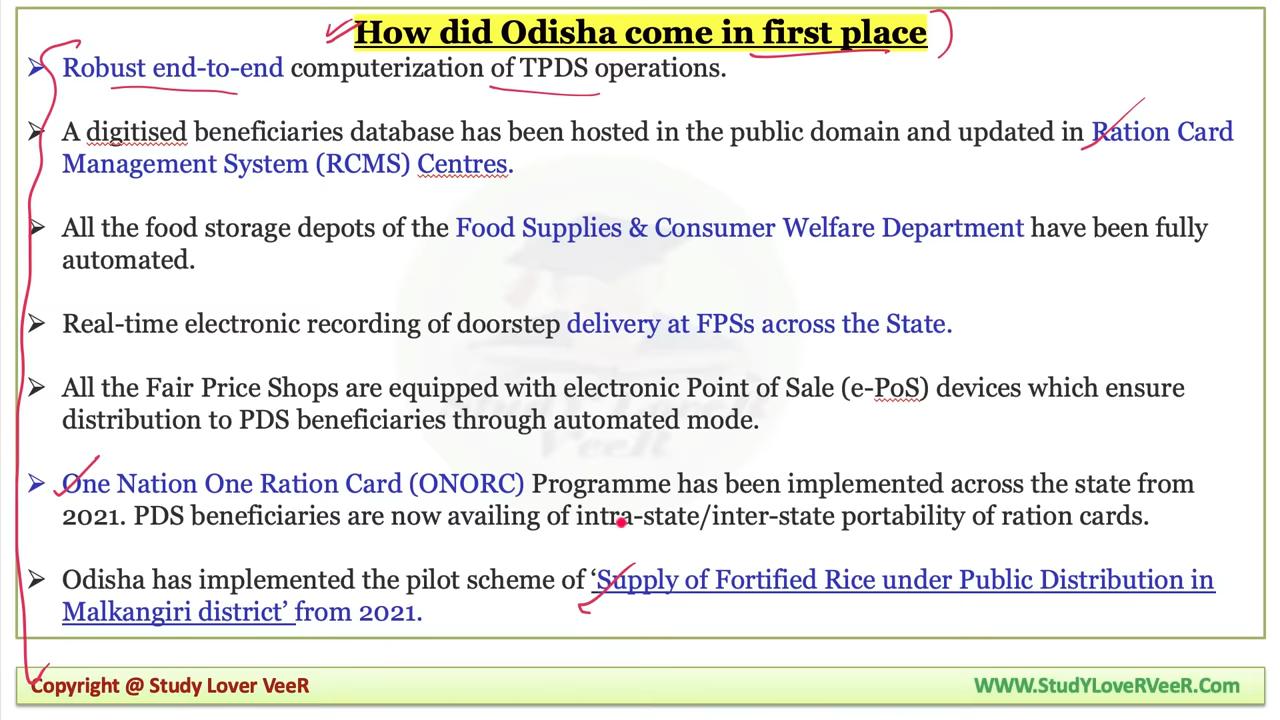 How did Odisha come in first place
➢ Robust end-to-end computerization of TPDS operations.
➢ A digitised beneficiaries database has been hosted in the public domain and updated in Ration Card
Management System (RCMS) Centres.
➢ All the food storage depots of the Food Supplies & Consumer Welfare Department have been fully
automated.
➢ Real-time electronic recording of doorstep delivery at FPSs across the State.
➢ All the Fair Price Shops are equipped with electronic Point of Sale (e-PoS) devices which ensure
distribution to PDS beneficiaries through automated mode.
➢ One Nation One Ration Card (ONORC) Programme has been implemented across the state from
2021. PDS beneficiaries are now availing of intra-state/inter-state portability of ration cards.
➢ Odisha has implemented the pilot scheme of ‘Supply of Fortified Rice under Public Distribution in
Malkangiri district’ from 2021.
Copyright @ Study Lover VeeR
WWW.StudYLoveRVeeR.Com